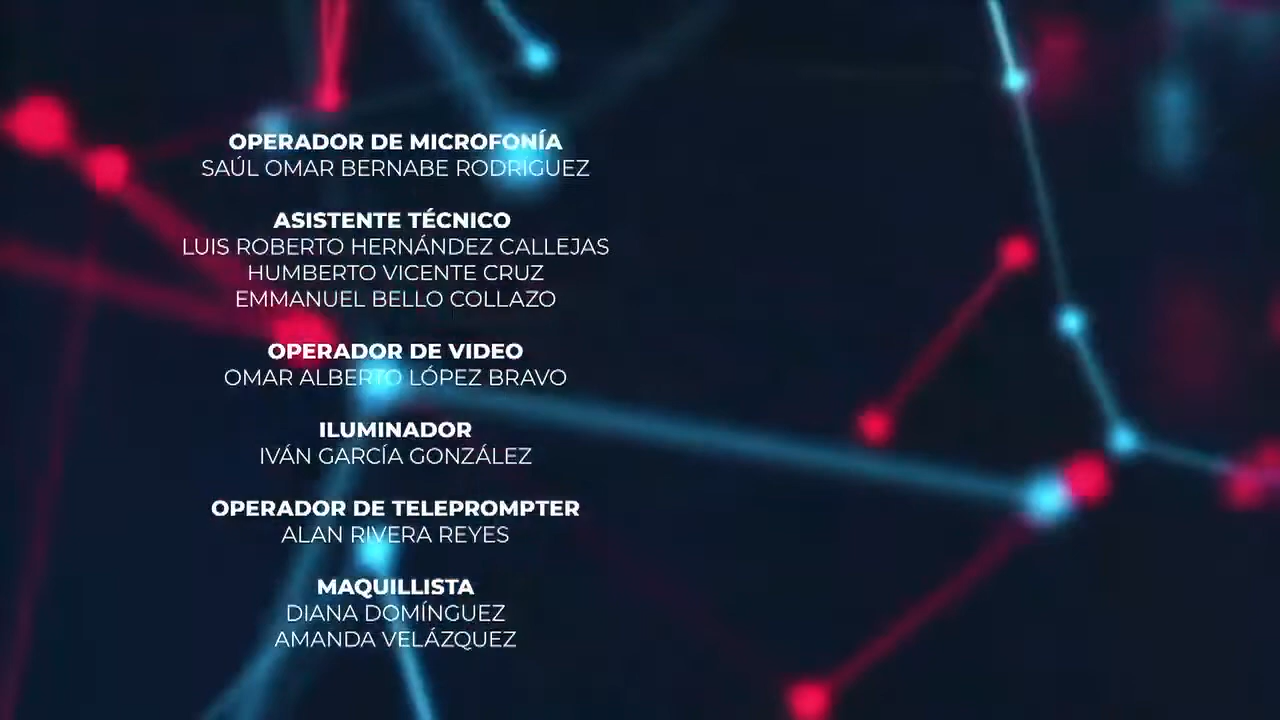 OPERADOR DE MICROFONÍA
SAÚL OMAR BERNABE RODRIGUEZ
ASISTENTE TÉCNICO
LUIS ROBERTO HERNÁNDEZ CALLEJAS
HUMBERTO VICENTE CRUZ
EMMANUEL BELLO COLLAZO
OPERADOR DE VIDEO
OMAR ALBERTO LÓPEZ BRAVO
ILUMINADOR
IVÁN GARCÍA GONZÁLEZ
OPERADOR DE TELEPROMPTER
ALAN RIVERA REYES
MAQUILLISTA
DIANA DOMÍNGUEZ
AMANDA VELÁZQUEZ